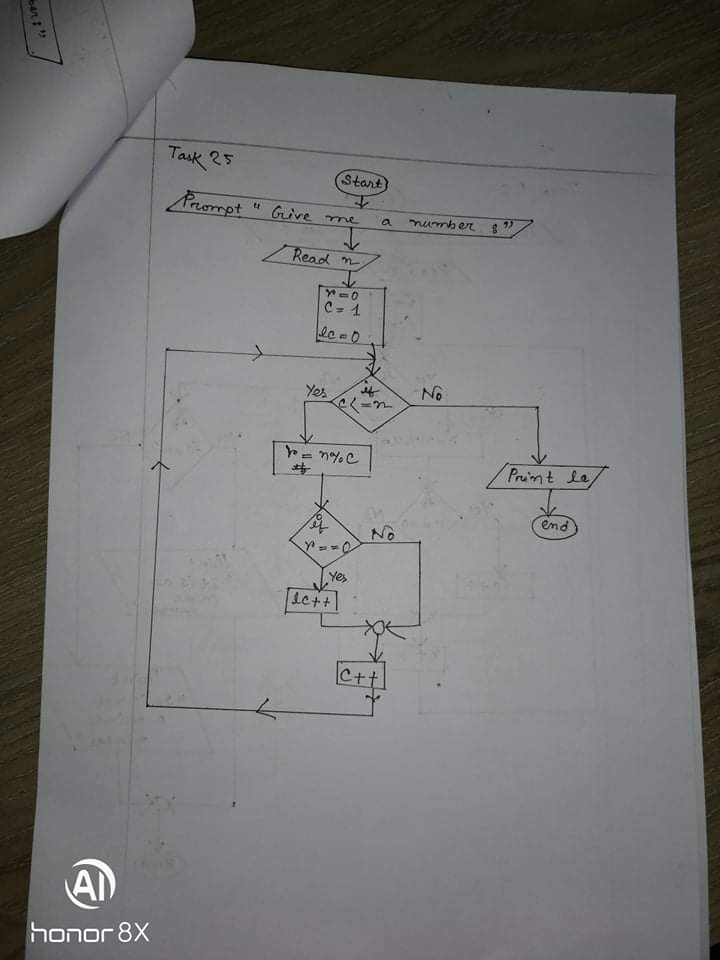 ber:"
Task 25
Start
Prompt " Give me a number : "
Read n
r=0
c = 1
lc=0
if
c<=n
Yes
No
r = n%c
Print lc
end
if
r==0
No
Yes
lc++
c++
AI
honor 8X